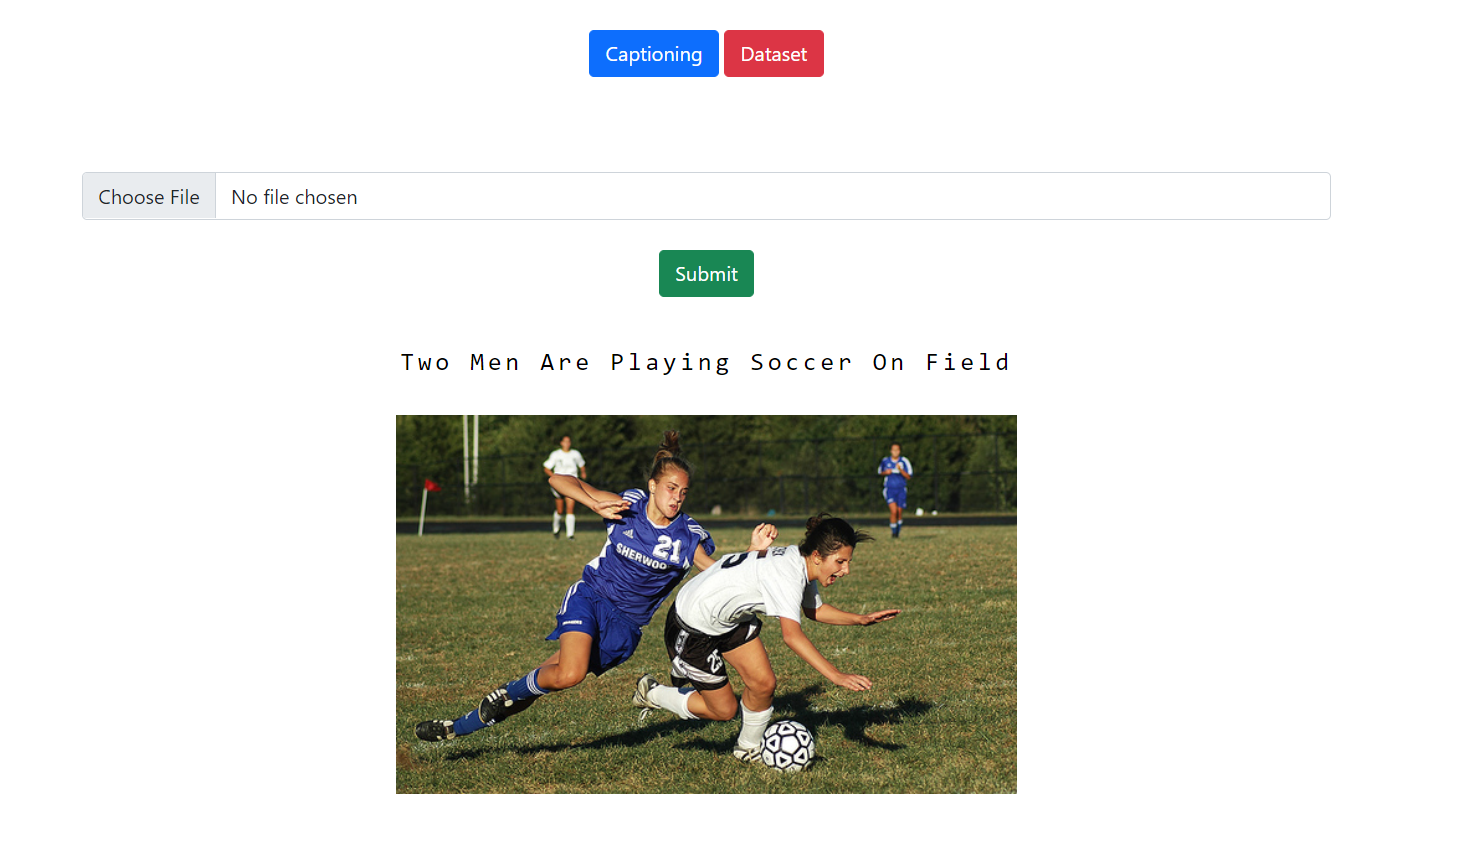 Captioning Dataset
Choose File No file chosen
Submit
Two Men Are Playing Soccer On Field
21
SHERWOO
25